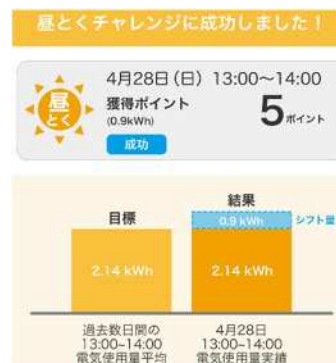 昼とくチャレンジに成功しました！
4月28日（日）13:00〜14:00
昼とく
獲得ポイント
(0.9kWh)
5ポイント
成功
結果
目標
0.9 kWh
シフト量
2.14 kWh
2.14 kWh
過去数日間の
13:00~14:00
電気使用量平均
4月28日
13:00~14:00
電気使用量実績